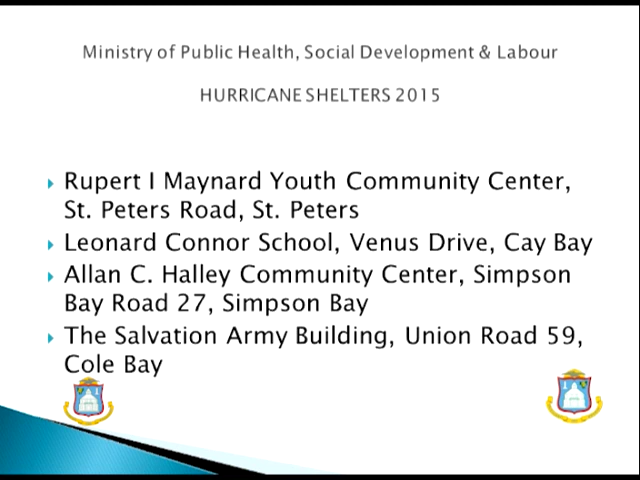 Ministry of Public Health, Social Development & Labour
HURRICANE SHELTERS 2015
Rupert I Maynard Youth Community Center,
St. Peters Road, St. Peters
Leonard Connor School, Venus Drive, Cay Bay
Allan C. Halley Community Center, Simpson
Bay Road 27, Simpson Bay
The Salvation Army Building, Union Road 59,
Cole Bay